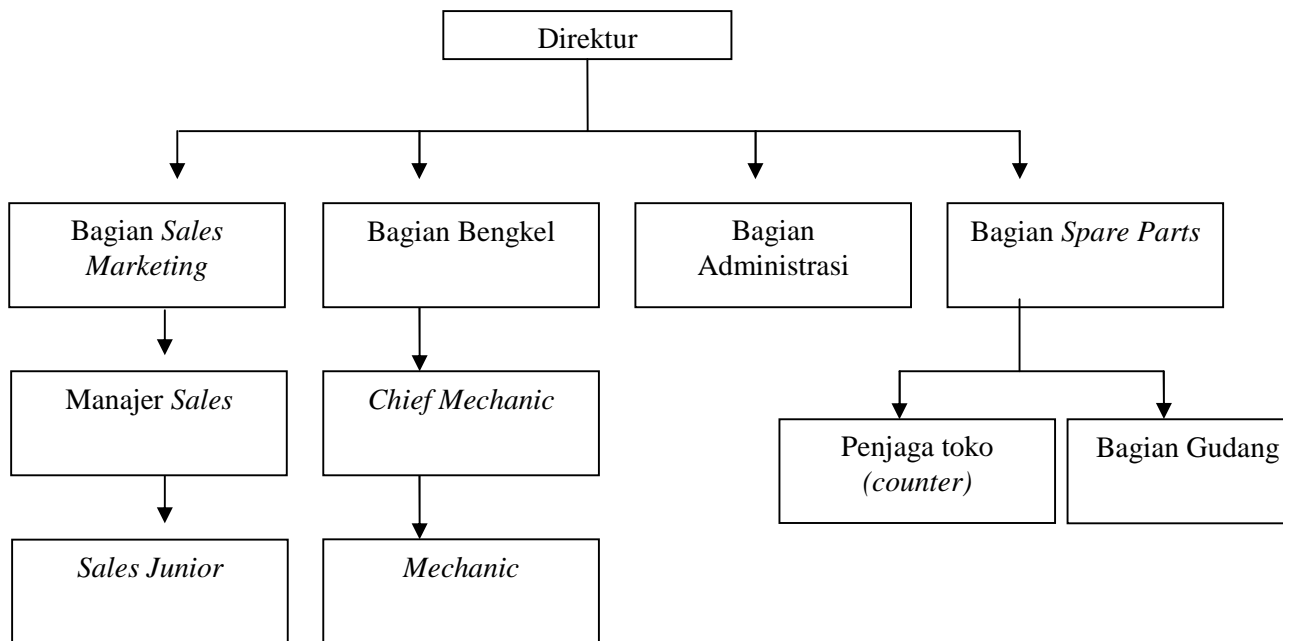 Direktur
Bagian Sales
Marketing
Bagian Bengkel
Bagian
Administrasi
Bagian Spare Parts
Manajer Sales
Chief Mechanic
Penjaga toko
(counter)
Bagian Gudang
Sales Junior
Mechanic